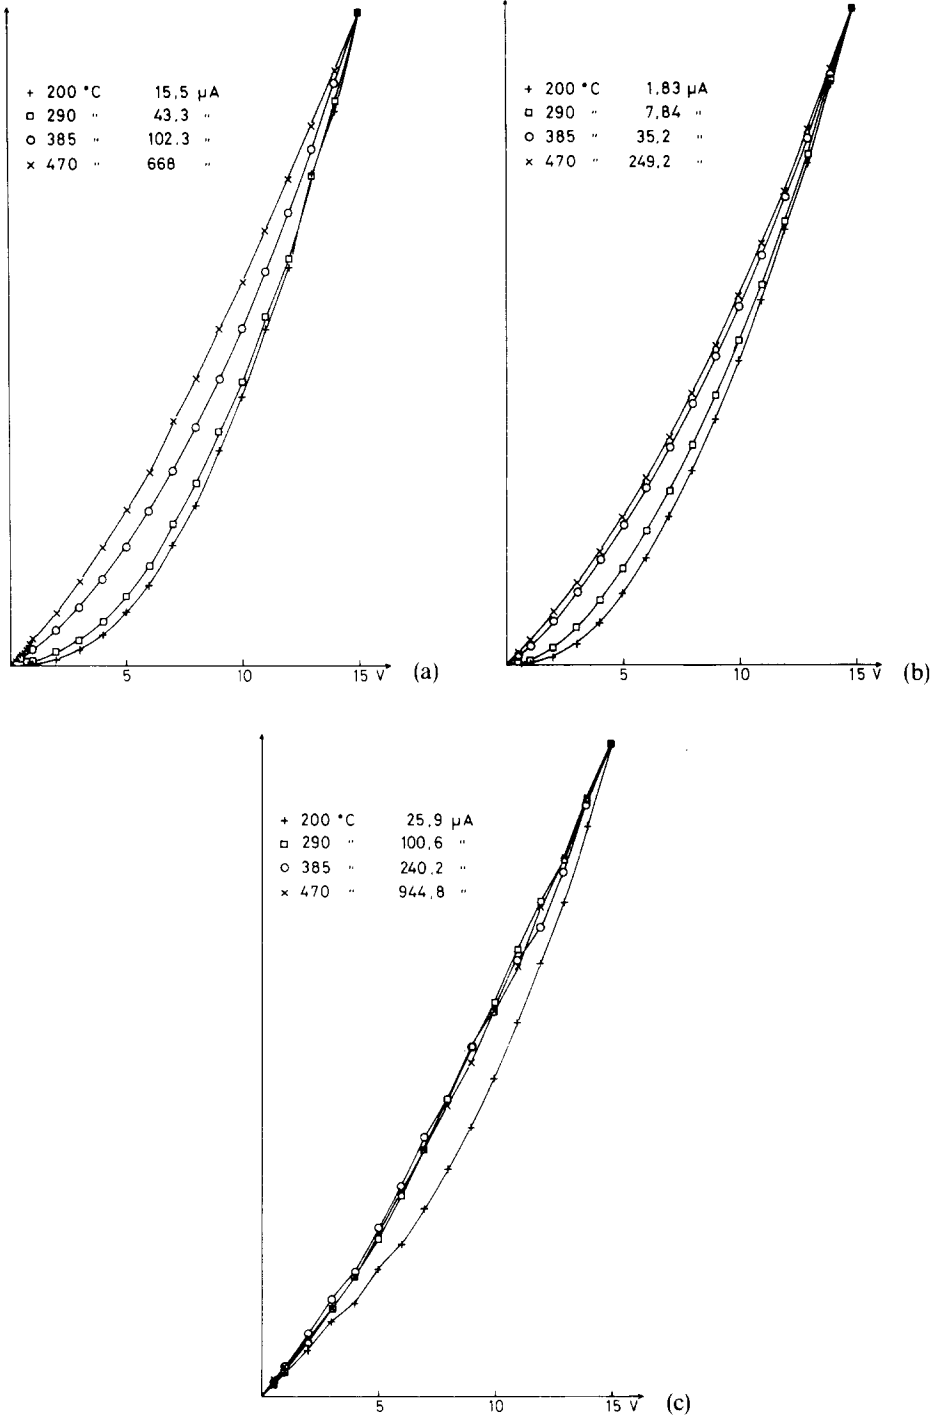 + 200 °C 15,5 µA
□ 290 " 43.3 "
○ 385 " 102.3 "
× 470 " 668 "
5 10 15 V
(a)
+ 200 °C 1,83 µA
□ 290 " 7,84 "
○ 385 " 35,2 "
× 470 " 249,2 "
5 10 15 V
(b)
+ 200 °C 25,9 µA
□ 290 " 100,6 "
○ 385 " 240.2 "
× 470 " 944,8 "
5 10 15 V
(c)